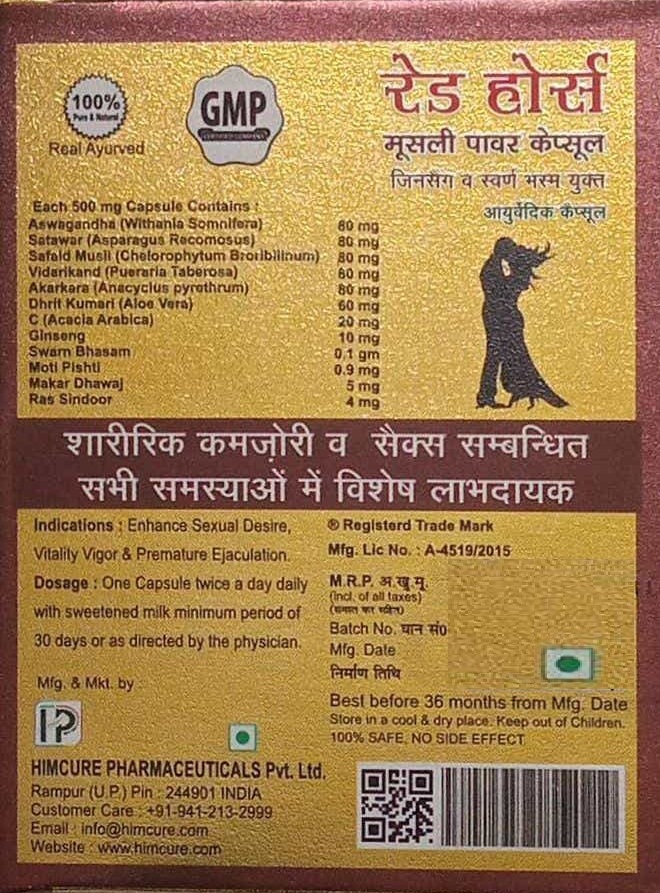 100%
Pure & Natural
Real Ayurved
GMP
CERTIFIED COMPANY
रेड होर्स
मूसली पावर केप्सूल
जिनसैंग व स्वर्ण भस्म युक्त
आयुर्वेदिक कैप्सूल
Each 500 mg Capsule Contains :
Aswagandha (Withania Somnifera) 80 mg
Satawar (Asparagus Recomosus) 80 mg
Safaid Musli (Chelorophytum Broribilinum) 80 mg
Vidarikand (Pueraria Taberosa) 60 mg
Akarkara (Anacyclus pyrethrum) 80 mg
Dhrit Kumari (Aloe Vera) 60 mg
C (Acacia Arabica) 20 mg
Ginseng 10 mg
Swarn Bhasam 0.1 gm
Moti Pishti 0.9 mg
Makar Dhawaj 5 mg
Ras Sindoor 4 mg
शारीरिक कमज़ोरी व सैक्स सम्बन्धित
सभी समस्याओं में विशेष लाभदायक
Indications : Enhance Sexual Desire,
Vitality Vigor & Premature Ejaculation.
Dosage : One Capsule twice a day daily
with sweetened milk minimum period of
30 days or as directed by the physician.
Mfg. & Mkt. by :
HIMCURE PHARMACEUTICALS Pvt. Ltd.
Rampur (U.P.) Pin : 244901 INDIA
Customer Care : +91-941-213-2999
Email : info@himcure.com
Website : www.himcure.com
® Registerd Trade Mark
Mfg. Lic No. : A-4519/2015
M.R.P. अ.खु.मू.
(Incl. of all taxes)
(समस्त कर सहित)
Batch No. घान सं०
Mfg. Date
निर्माण तिथि
Best before 36 months from Mfg. Date
Store in a cool & dry place. Keep out of Children.
100% SAFE, NO SIDE EFFECT